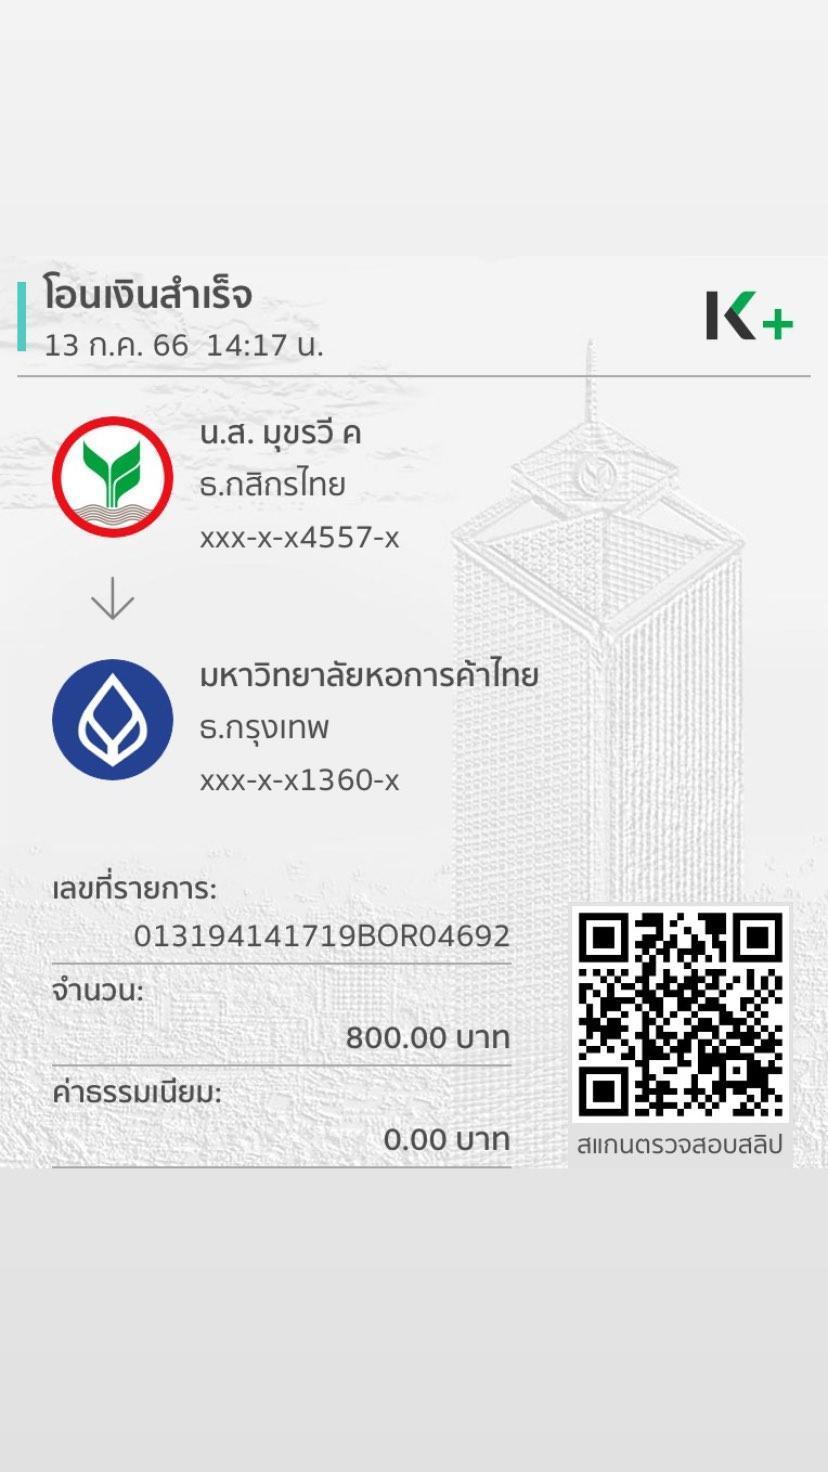 โอนเงินสำเร็จ
13 ก.ค. 66 14:17 น.
K+
น.ส. มุขรวี ค
ธ.กสิกรไทย
xxx-x-x4557-x
มหาวิทยาลัยหอการค้าไทย
ธ.กรุงเทพ
xxx-x-x1360-x
เลขที่รายการ:
013194141719BOR04692
จำนวน:
800.00 บาท
ค่าธรรมเนียม:
0.00 บาท
สแกนตรวจสอบสลิป